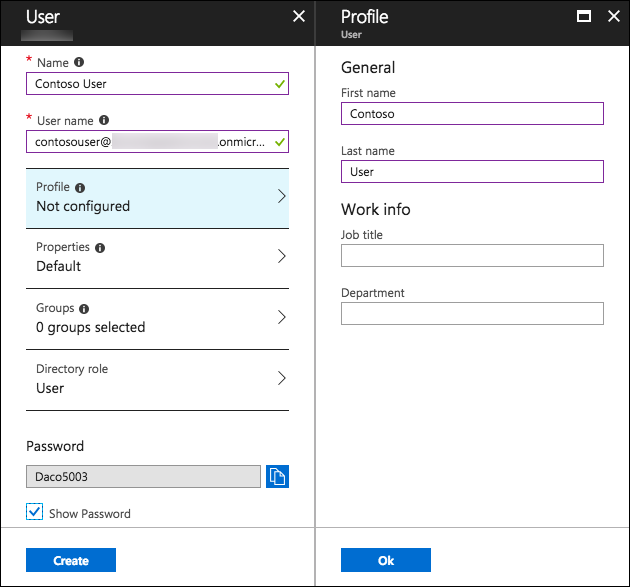 User
* Name
Contoso User
* User name
contosouser@ .onmicr...
Profile
Not configured
Properties
Default
Groups
0 groups selected
Directory role
User
Password
Daco5003
Show Password
Create
Profile
User
General
First name
Contoso
Last name
User
Work info
Job title
Department
Ok